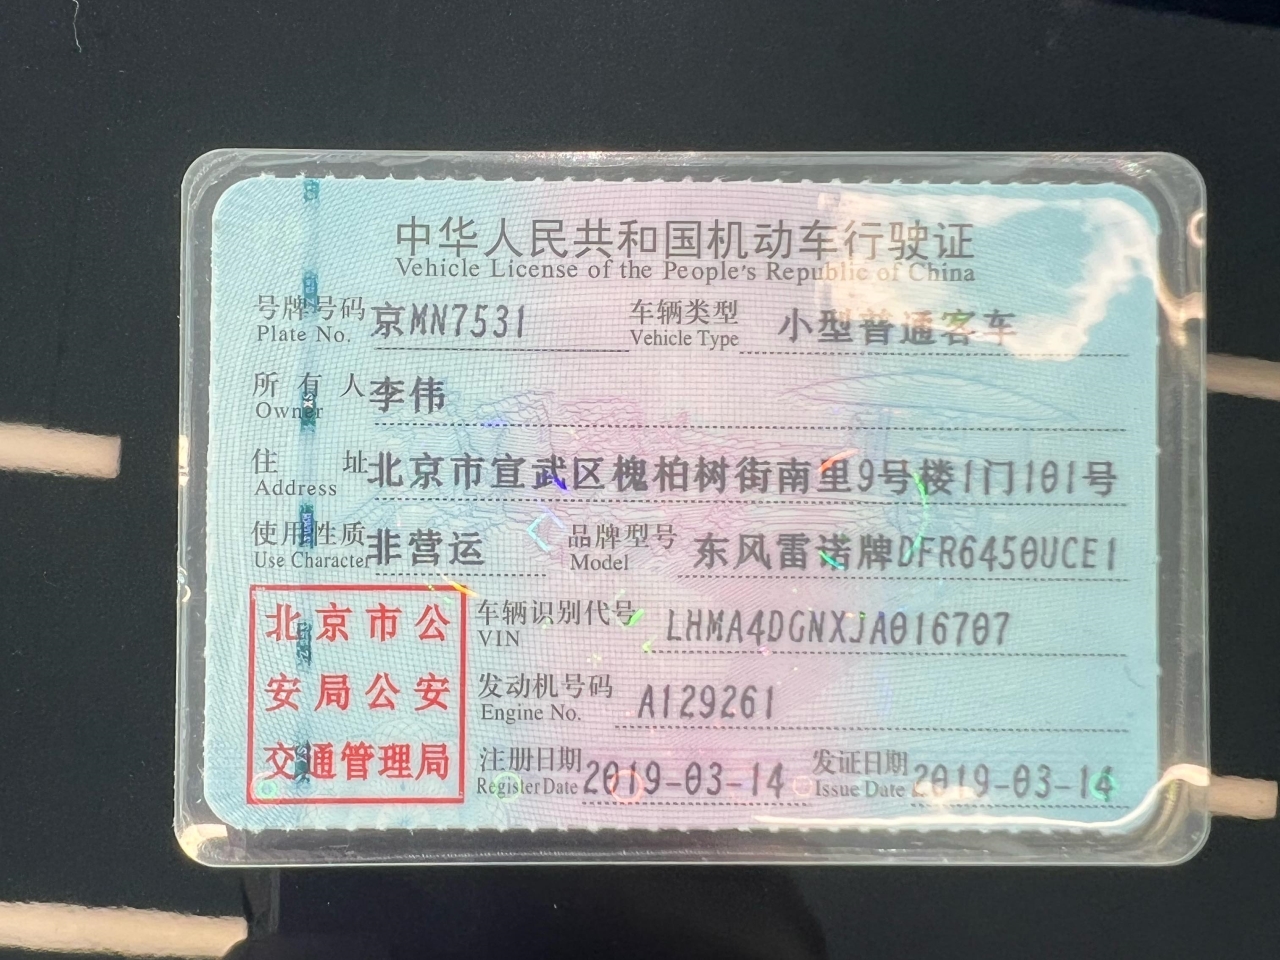 中华人民共和国机动车行驶证
Vehicle License of the People's Republic of China
号牌号码 京MN7531 车辆类型 小型普通客车
Plate No. Vehicle Type
所有人 李伟
Owner
住址 北京市宣武区槐柏树街南里9号楼1门101号
Address
使用性质 非营运 品牌型号 东风雷诺牌DFR6450UCE1
Use Character Model
北京市公
安局公安
交通管理局
车辆识别代号 LHMA4DGNXJA016707
VIN
发动机号码 A129261
Engine No.
注册日期 2019-03-14 发证日期 2019-03-14
Register Date Issue Date